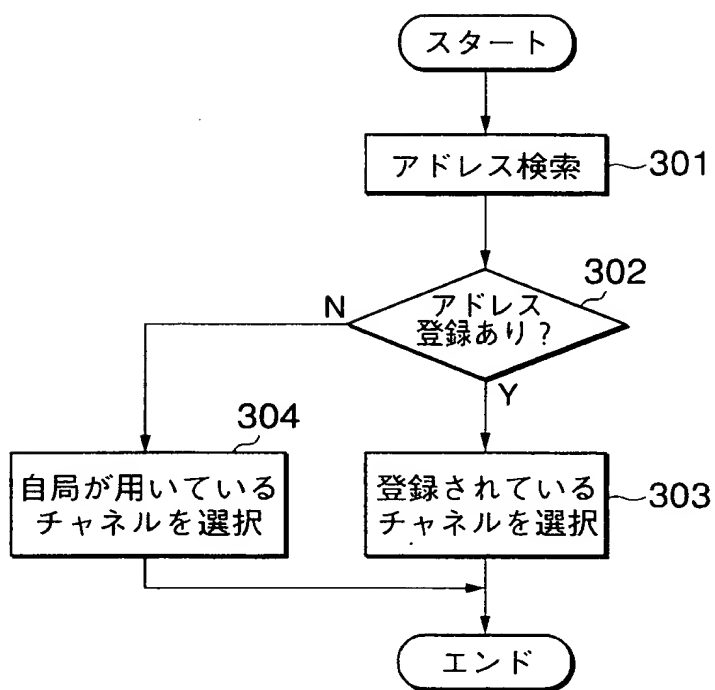 スタート
アドレス検索
301
302
アドレス
登録あり?
N
Y
304
自局が用いている
チャネルを選択
登録されている
チャネルを選択
303
エンド